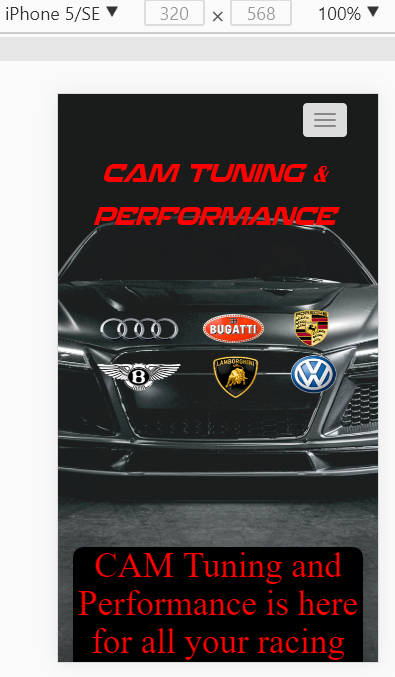 iPhone 5/SE ▼ 320 × 568 100% ▼
CAM TUNING &
PERFORMANCE
BUGATTI
PORSCHE
B
LAMBORGHINI
VW
CAM Tuning and
Performance is here
for all your racing